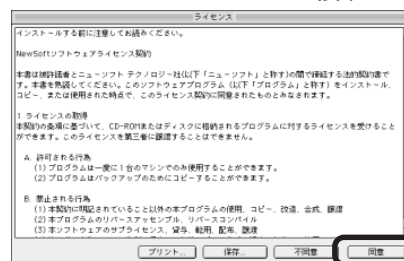 ライセンス
インストールする前に注意してお読みください。
NewSoftソフトウェアライセンス契約
本書は被許諾者とニューソフト テクノロジー社(以下「ニューソフト」と称す)の間で締結する法的契約書で
す。本書を熟読してください。このソフトウェアプログラム（以下「プログラム」と称す）をインストール、
コピー、または使用された時点で、このライセンス契約に同意されたものとみなされます。
1. ライセンスの取得
本契約の条項に基づいて、CD-ROMまたはディスクに格納されるプログラムに対するライセンスを受けること
ができます。このライセンスを第三者に譲渡することはできません。
A. 許可される行為
(1) プログラムは一度に1台のマシンでのみ使用することができます。
(2) プログラムはバックアップのためにコピーすることができます。
B. 禁止される行為
(1) 本契約に明記されていること以外の本プログラムの使用、コピー、改造、合成、譲渡
(2) 本プログラムのリバースアッセンブル、リバースコンパイル
(3) 本ソフトウェアのサブライセンス、貸与、転用、配布、譲渡
プリント... 保存... 不同意 同意